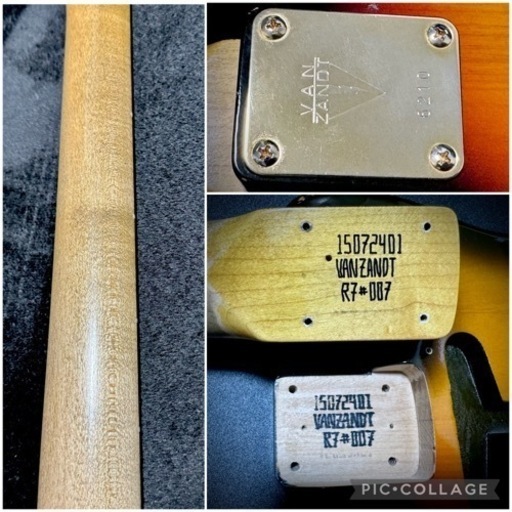 VAN
ZANDT
8210
15072401
VANZANDT
R7#007
15072401
VANZANDT
R7#007
PIC•COLLAGE